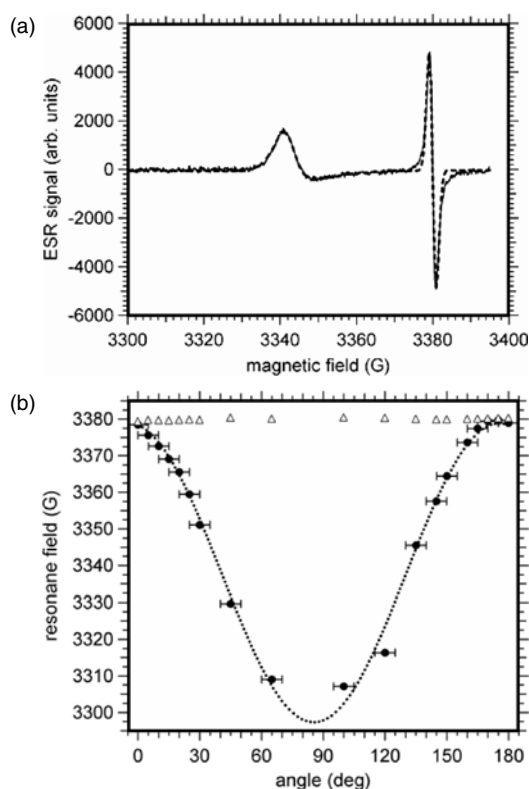 (a)
6000
4000
2000
0
-2000
-4000
-6000
ESR signal (arb. units)
3300 3320 3340 3360 3380 3400
magnetic field (G)
(b)
3380
3370
3360
3350
3340
3330
3320
3310
3300
resonane field (G)
0 30 60 90 120 150 180
angle (deg)